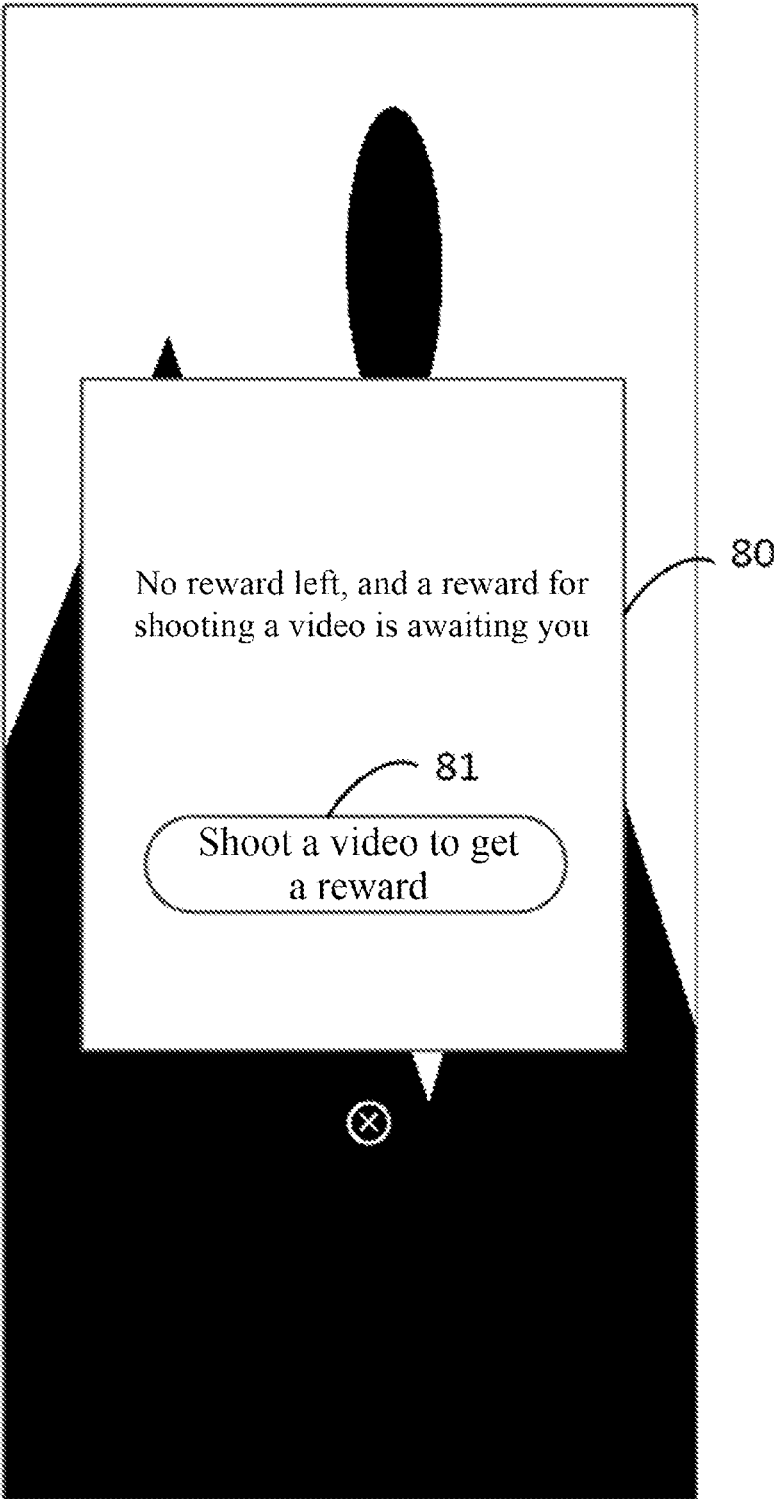 80
No reward left, and a reward for
shooting a video is awaiting you
81
Shoot a video to get
a reward